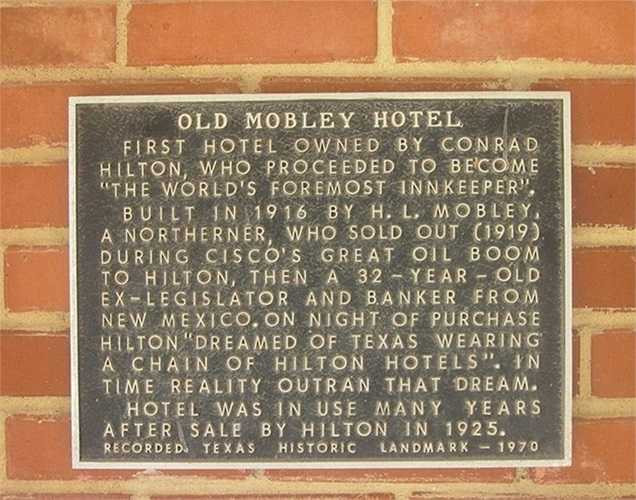 OLD MOBLEY HOTEL
FIRST HOTEL OWNED BY CONRAD
HILTON, WHO PROCEEDED TO BECOME
"THE WORLD'S FOREMOST INNKEEPER".
BUILT IN 1916 BY H. L. MOBLEY,
A NORTHERNER, WHO SOLD OUT (1919)
DURING CISCO'S GREAT OIL BOOM
TO HILTON, THEN A 32-YEAR-OLD
EX-LEGISLATOR AND BANKER FROM
NEW MEXICO. ON NIGHT OF PURCHASE
HILTON "DREAMED OF TEXAS WEARING
A CHAIN OF HILTON HOTELS". IN
TIME REALITY OUTRAN THAT DREAM.
HOTEL WAS IN USE MANY YEARS
AFTER SALE BY HILTON IN 1925.
RECORDED TEXAS HISTORIC LANDMARK - 1970